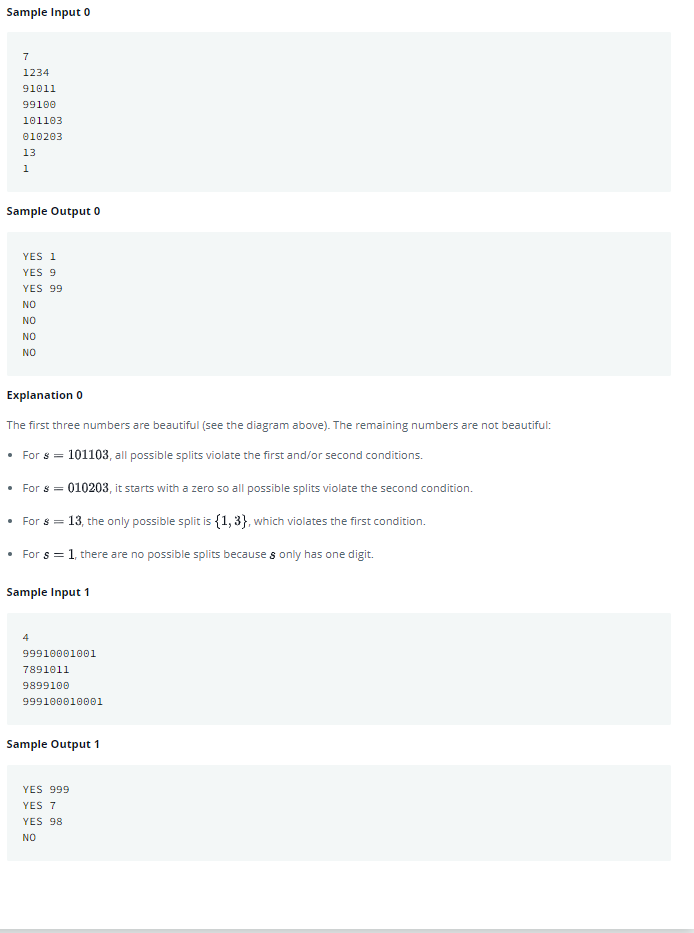 Sample Input 0
7
1234
91011
99100
101103
010203
13
1
Sample Output 0
YES 1
YES 9
YES 99
NO
NO
NO
NO
Explanation 0
The first three numbers are beautiful (see the diagram above). The remaining numbers are not beautiful:
• For s = 101103, all possible splits violate the first and/or second conditions.
• For s = 010203, it starts with a zero so all possible splits violate the second condition.
• For s = 13, the only possible split is {1, 3}, which violates the first condition.
• For s = 1, there are no possible splits because s only has one digit.
Sample Input 1
4
99910001001
7891011
9899100
999100010001
Sample Output 1
YES 999
YES 7
YES 98
NO